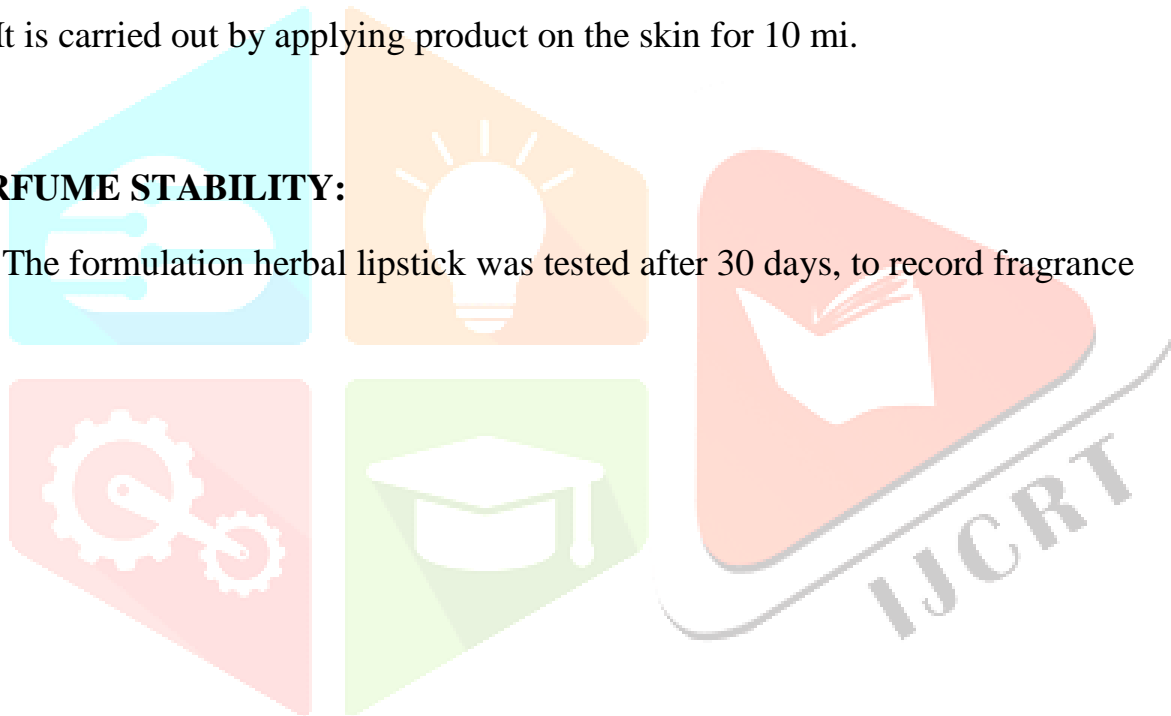 It is carried out by applying product on the skin for 10 mi.
RFUME STABILITY:
The formulation herbal lipstick was tested after 30 days, to record fragrance
IJCRT